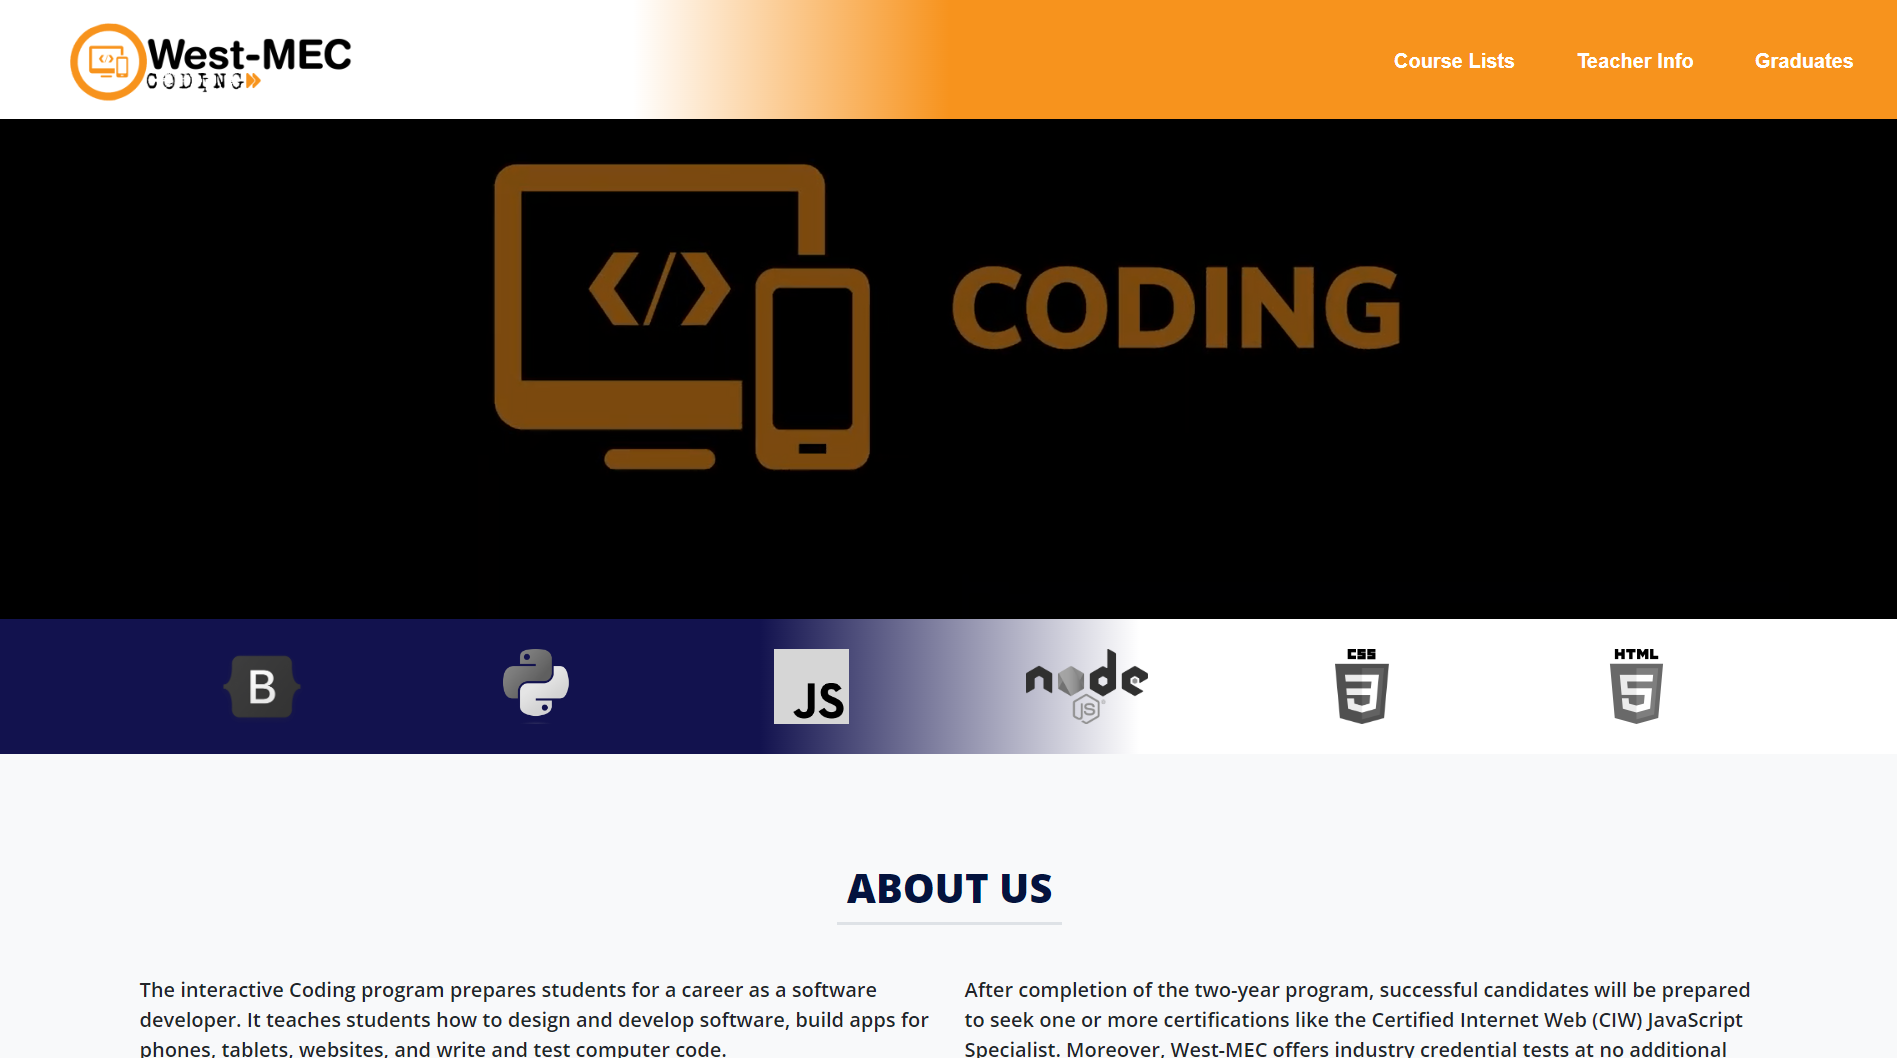 West-MEC
CODING
Course Lists
Teacher Info
Graduates
</>
CODING
B
JS
node
JS
CSS
3
HTML
5
ABOUT US
The interactive Coding program prepares students for a career as a software
developer. It teaches students how to design and develop software, build apps for
phones, tablets, websites, and write and test computer code.
After completion of the two-year program, successful candidates will be prepared
to seek one or more certifications like the Certified Internet Web (CIW) JavaScript
Specialist. Moreover, West-MEC offers industry credential tests at no additional